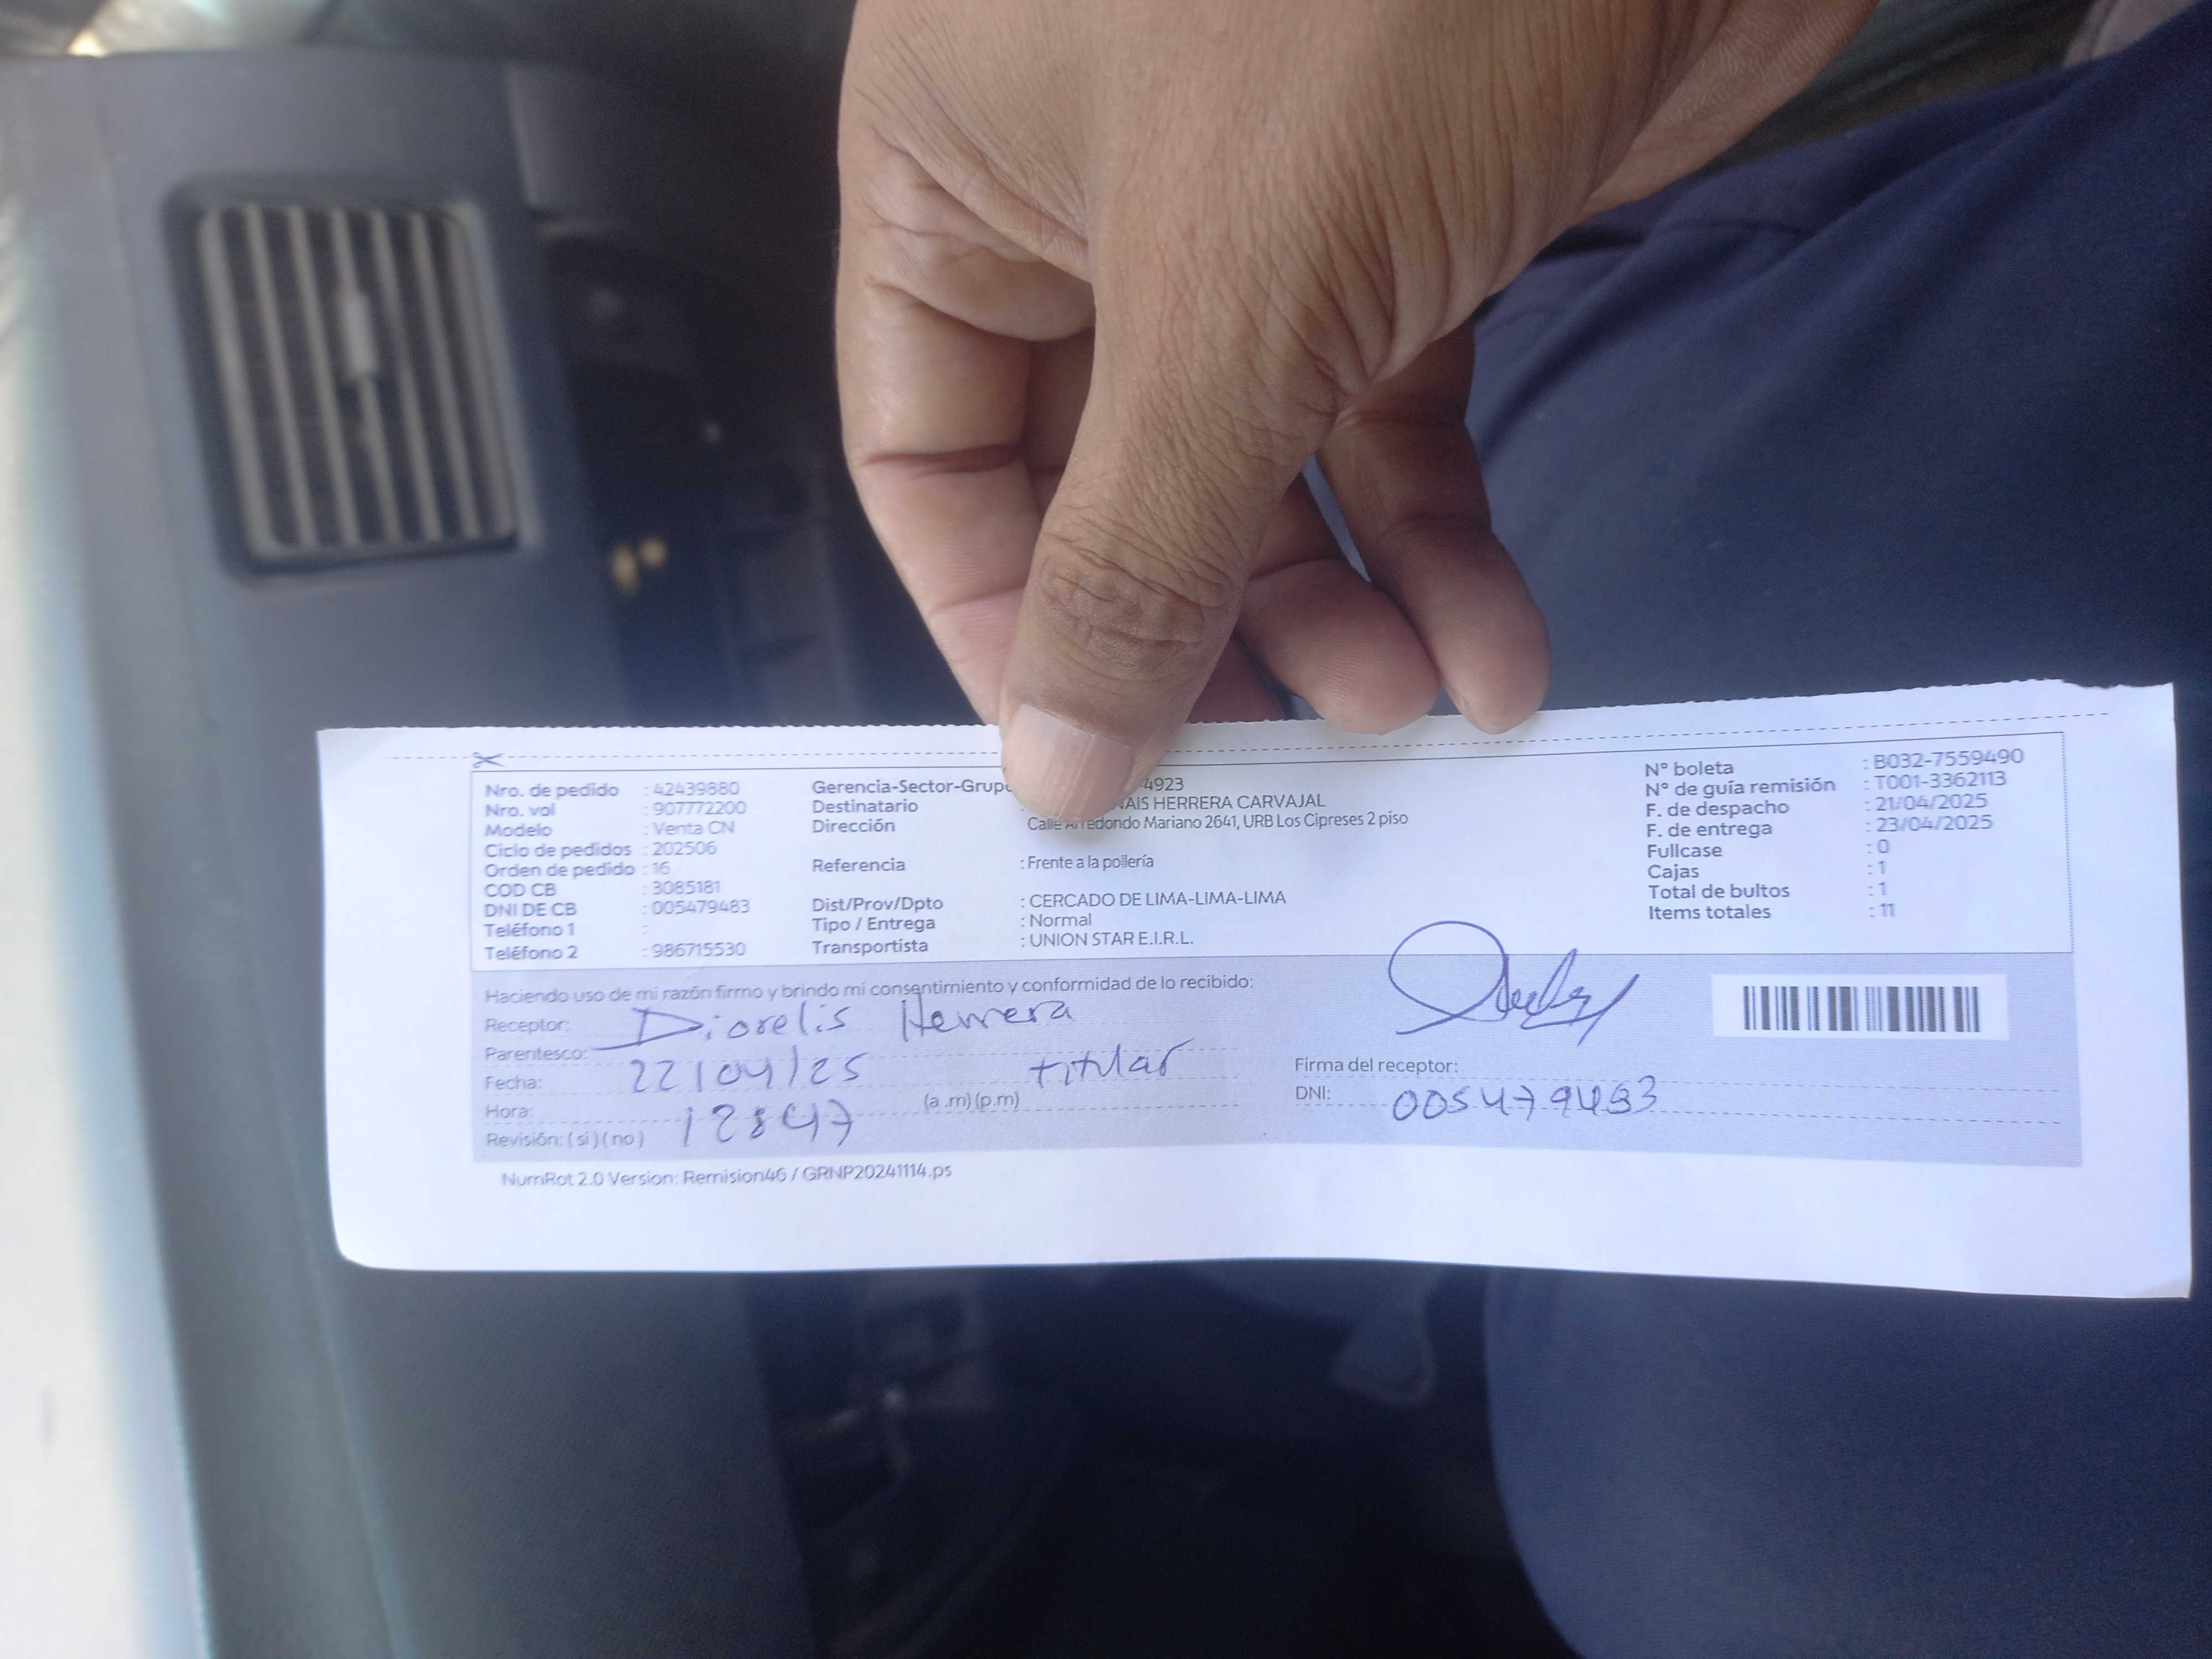 Nro. de pedido : 42439880
Nro. vol : 907772200
Modelo : Venta CN
Ciclo de pedidos : 202506
Orden de pedido : 16
COD CB : 3085181
DNI DE CB : 005479483
Teléfono 1 :
Teléfono 2 : 986715530
Gerencia-Sector-Grup -4923
Destinatario NAIS HERRERA CARVAJAL
Dirección Calle Arredondo Mariano 2641, URB Los Cipreses 2 piso
Referencia : Frente a la pollería
Dist/Prov/Dpto : CERCADO DE LIMA-LIMA-LIMA
Tipo / Entrega : Normal
Transportista : UNION STAR E.I.R.L.
N° boleta : B032-7559490
N° de guía remisión : T001-3362113
F. de despacho : 21/04/2025
F. de entrega : 23/04/2025
Fullcase : 0
Cajas : 1
Total de bultos : 1
Items totales : 11
Haciendo uso de mi razón firmo y brindo mi consentimiento y conformidad de lo recibido:
Receptor: Diorelis Herrera
Parentesco: titular
Fecha: 22/04/25
Hora: (a .m) (p.m)
Revisión: ( si ) ( no )
Firma del receptor:
DNI: 005479483
NumRot 2.0 Version: Remision46 / GRNP20241114.ps